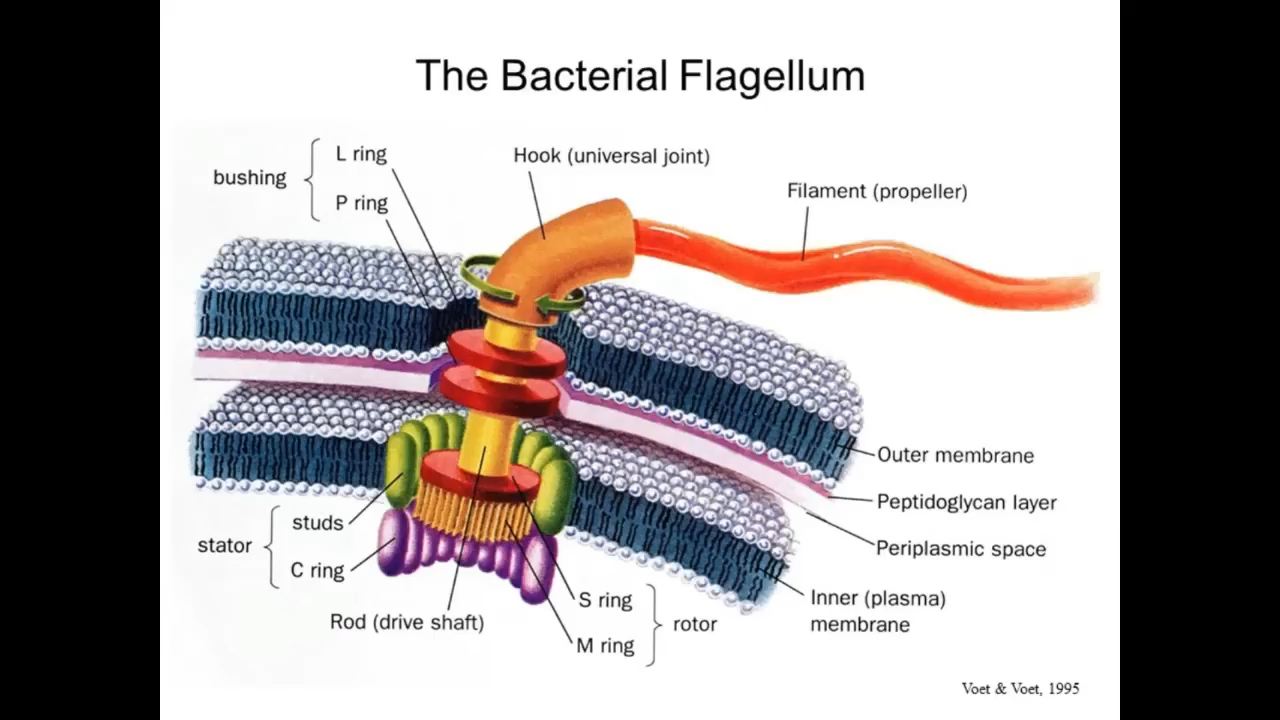 The Bacterial Flagellum
bushing
L ring
P ring
Hook (universal joint)
Filament (propeller)
Outer membrane
Peptidoglycan layer
Periplasmic space
Inner (plasma)
membrane
stator
studs
C ring
Rod (drive shaft)
S ring
M ring
rotor
Voet & Voet, 1995